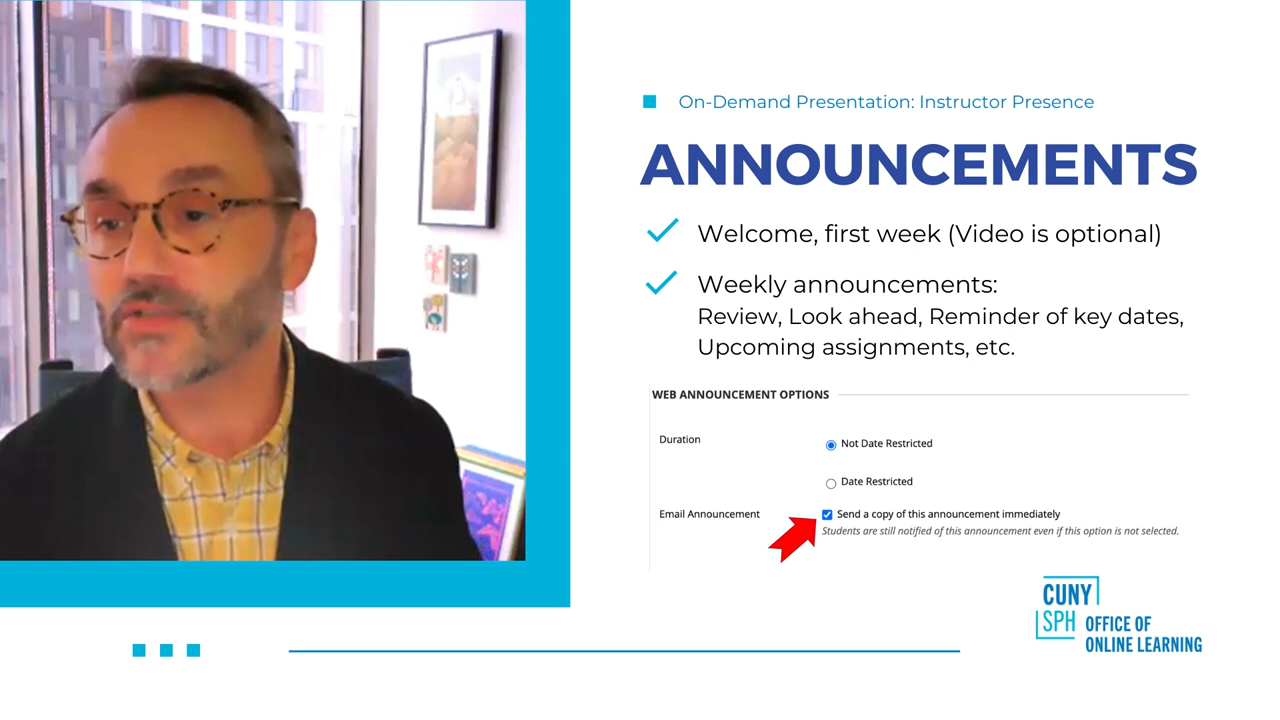 On-Demand Presentation: Instructor Presence
ANNOUNCEMENTS
Welcome, first week (Video is optional)
Weekly announcements:
Review, Look ahead, Reminder of key dates,
Upcoming assignments, etc.
WEB ANNOUNCEMENT OPTIONS
Duration
Not Date Restricted
Date Restricted
Email Announcement
Send a copy of this announcement immediately
Students are still notified of this announcement even if this option is not selected.
CUNY
SPH
OFFICE OF
ONLINE LEARNING